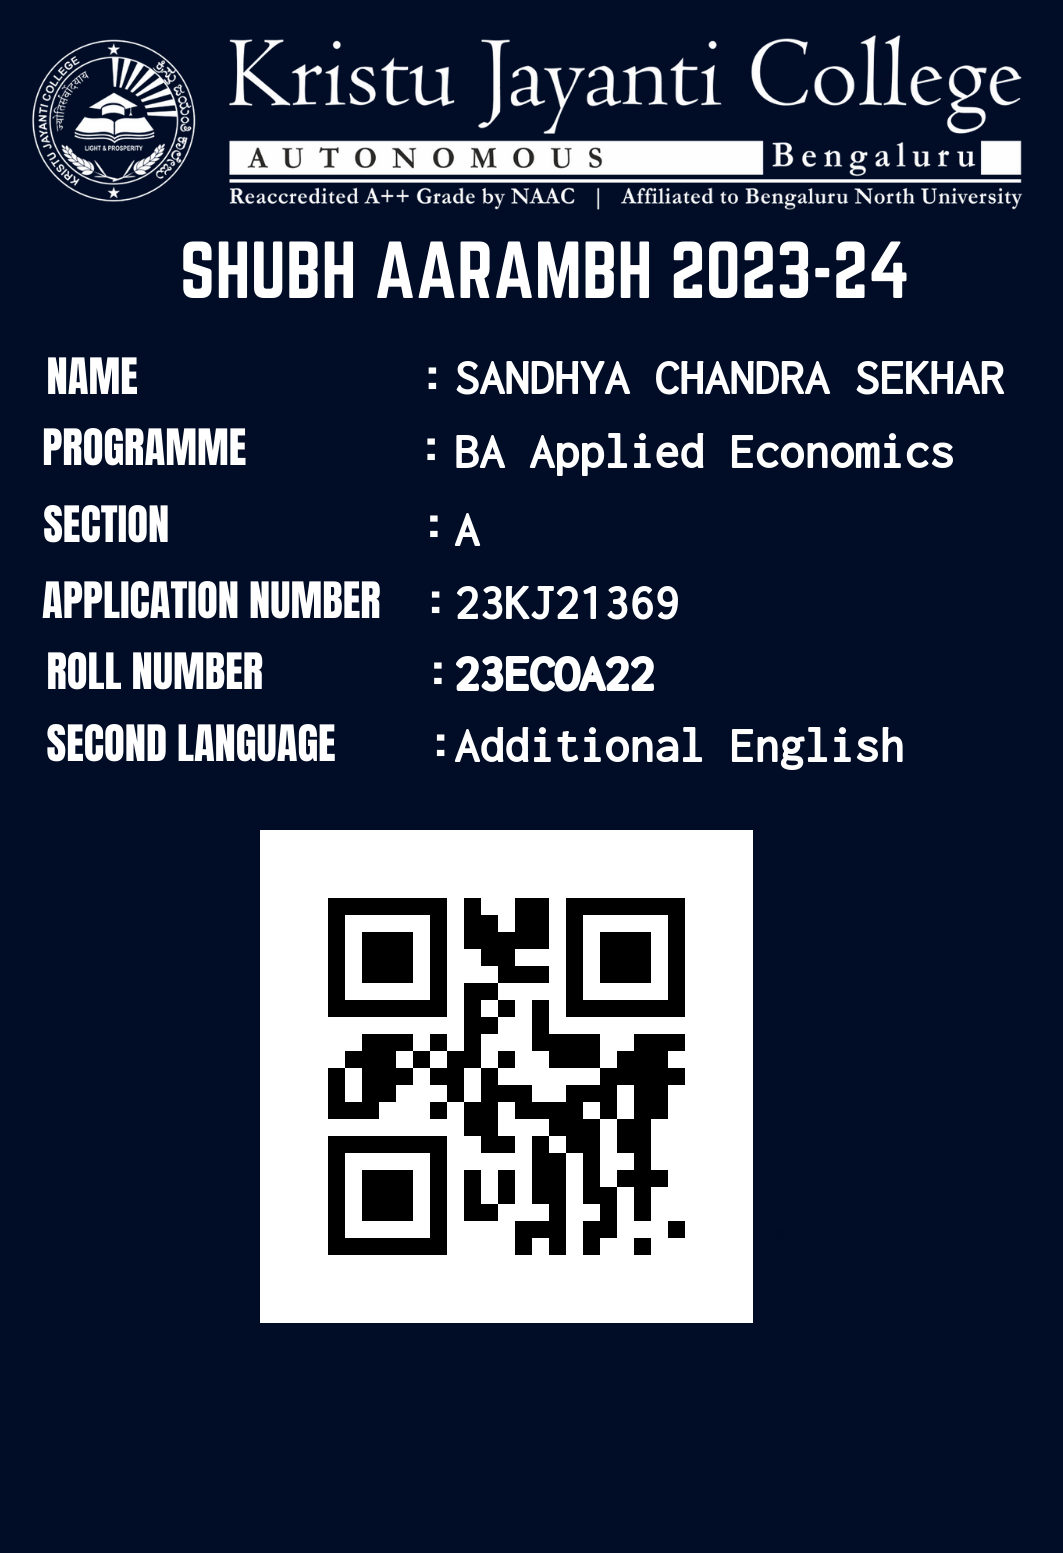 Kristu Jayanti College
AUTONOMOUS Bengaluru
Reaccredited A++ Grade by NAAC | Affiliated to Bengaluru North University
KRISTU JAYANTI COLLEGE
ಕ್ರಿಸ್ತು ಜಯಂತಿ ಕಾಲೇಜು
LIGHT & PROSPERITY
SHUBH AARAMBH 2023-24
NAME : SANDHYA CHANDRA SEKHAR
PROGRAMME : BA Applied Economics
SECTION : A
APPLICATION NUMBER : 23KJ21369
ROLL NUMBER : 23ECOA22
SECOND LANGUAGE : Additional English